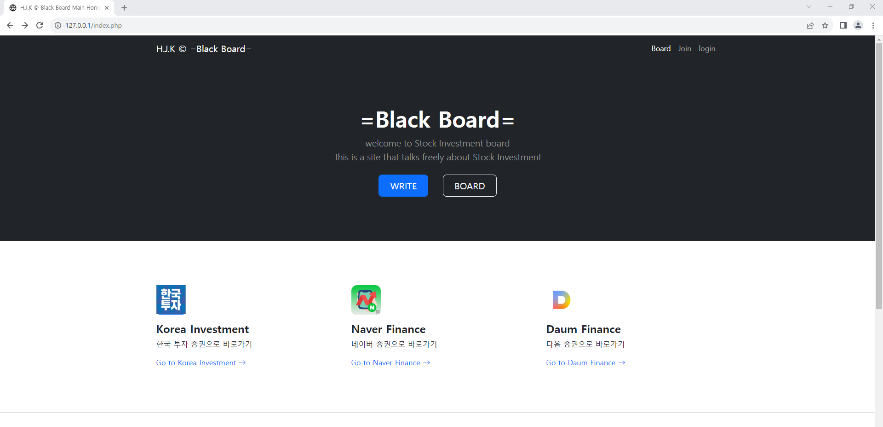 H.J.K © Black Board Main Hom
127.0.0.1/index.php
H.J.K © -Black Board-
Board Join login
=Black Board=
welcome to Stock Investment board
this is a site that talks freely about Stock Investment
WRITE BOARD
한국
투자
N
D
Korea Investment Naver Finance Daum Finance
한국 투자 증권으로 바로가기 네이버 증권으로 바로가기 다음 증권으로 바로가기
Go to Korea Investment → Go to Naver Finance → Go to Daum Finance →